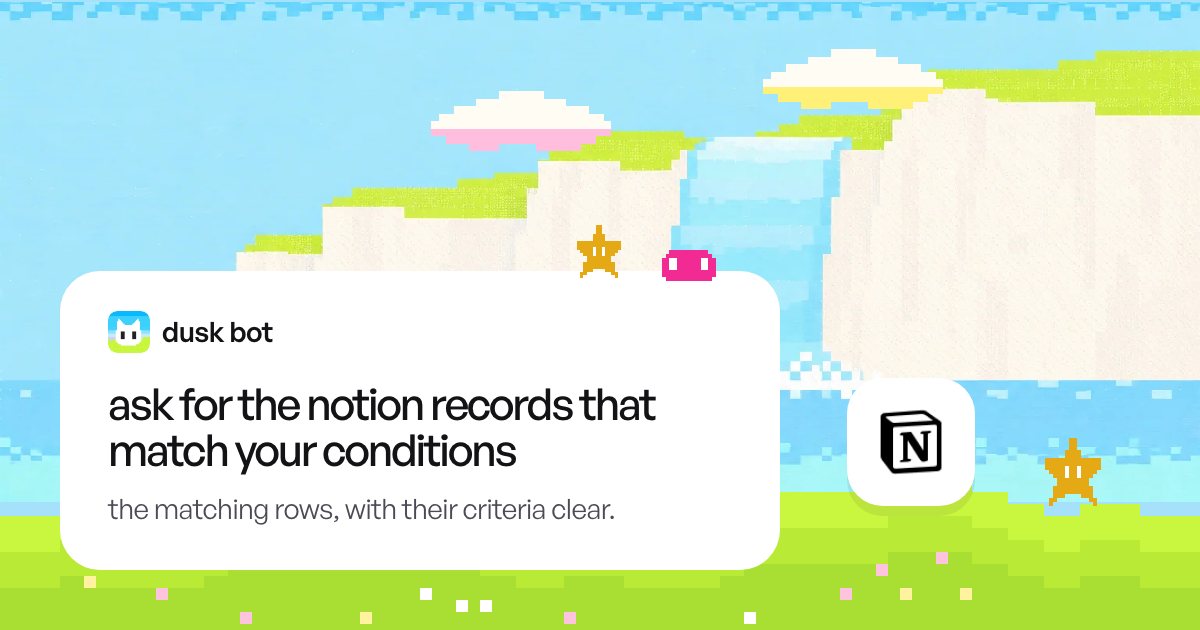 dusk bot
ask for the notion records that
match your conditions
the matching rows, with their criteria clear.
N